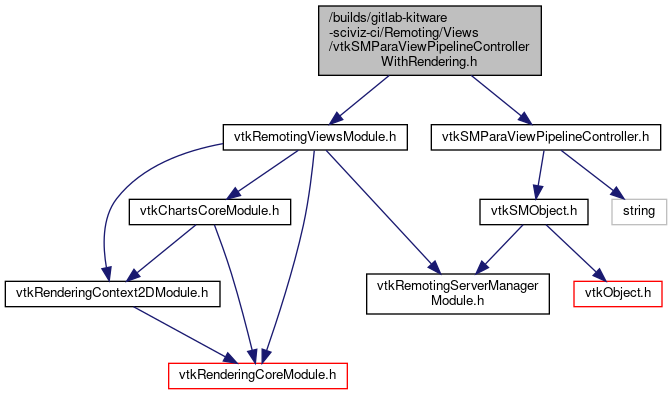 /builds/gitlab-kitware
-sciviz-ci/Remoting/Views
/vtkSMParaViewPipelineController
WithRendering.h
vtkRemotingViewsModule.h
vtkSMParaViewPipelineController.h
vtkChartsCoreModule.h
vtkSMObject.h
string
vtkRenderingContext2DModule.h
vtkRemotingServerManager
Module.h
vtkObject.h
vtkRenderingCoreModule.h